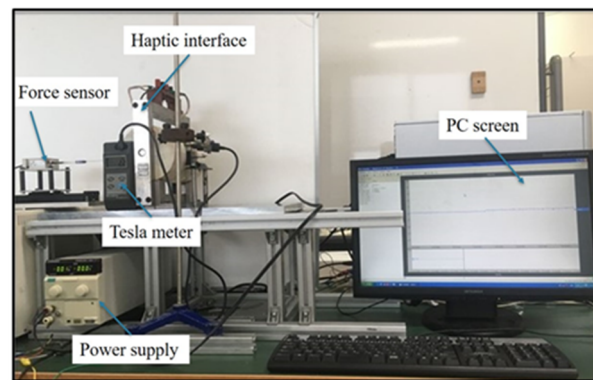 Haptic interface
Force sensor
PC screen
Tesla meter
Power supply